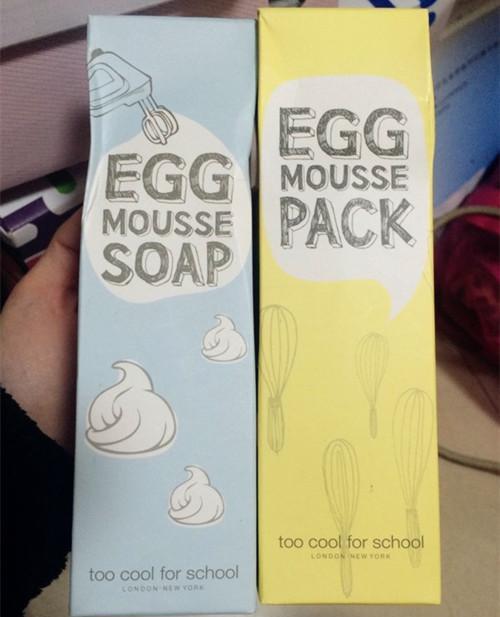 EGG
MOUSSE
SOAP
too cool for school
LONDON·NEW YORK
EGG
MOUSSE
PACK
too cool for school
LONDON·NEW YORK